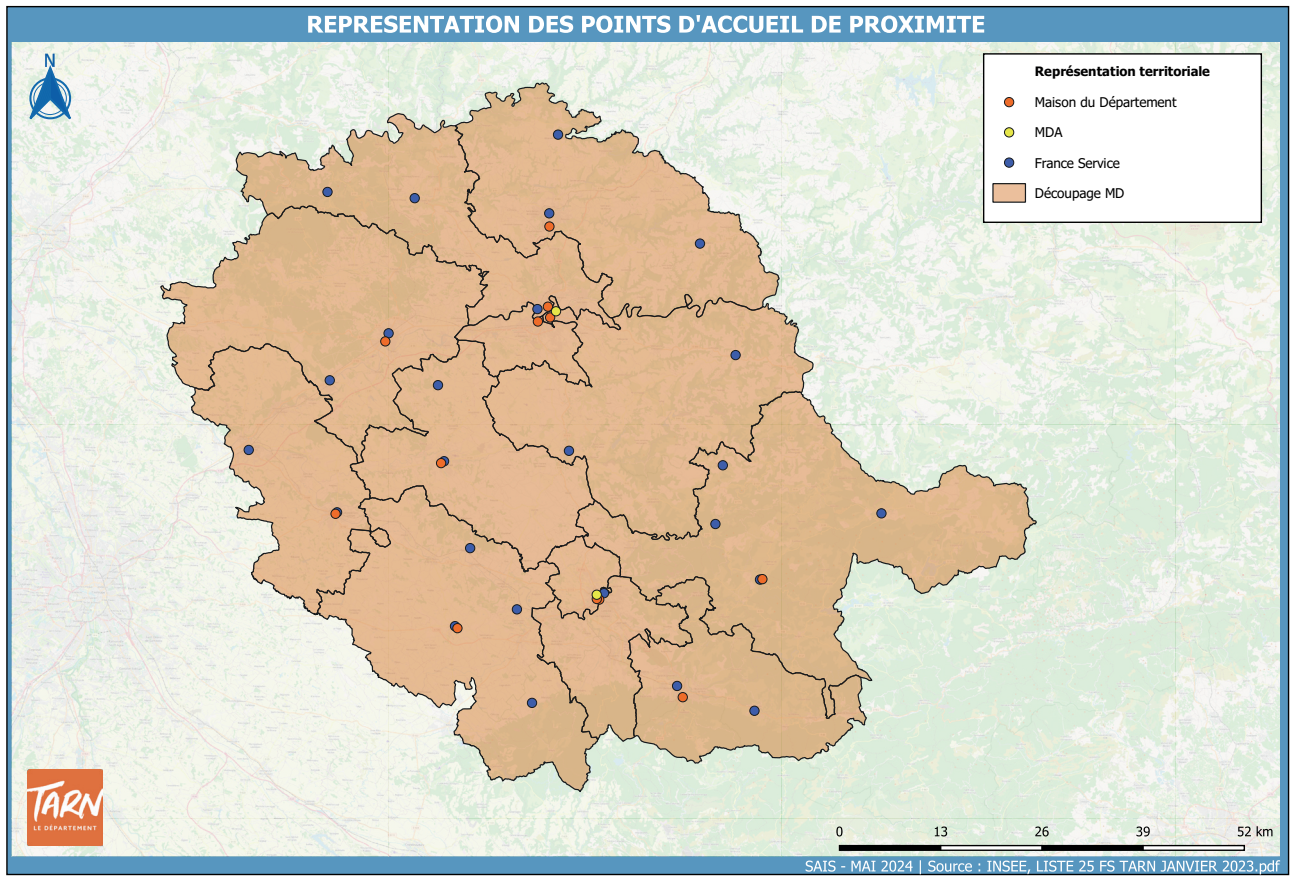 REPRESENTATION DES POINTS D'ACCUEIL DE PROXIMITE
N
Représentation territoriale
Maison du Département
MDA
France Service
Découpage MD
TARN
LE DÉPARTEMENT
0 13 26 39 52 km
SAIS - MAI 2024 | Source : INSEE, LISTE 25 FS TARN JANVIER 2023.pdf